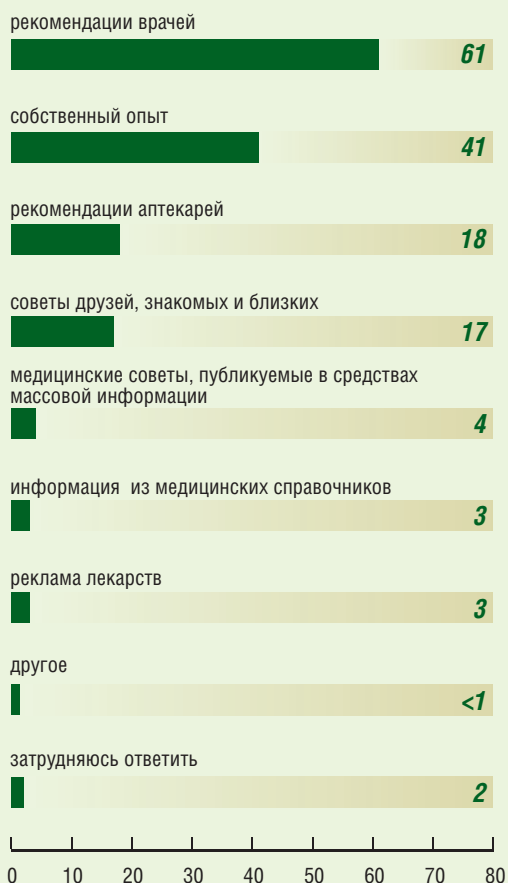 рекомендации врачей
61
собственный опыт
41
рекомендации аптекарей
18
советы друзей, знакомых и близких
17
медицинские советы, публикуемые в средствах
массовой информации
4
информация из медицинских справочников
3
реклама лекарств
3
другое
<1
затрудняюсь ответить
2
0 10 20 30 40 50 60 70 80